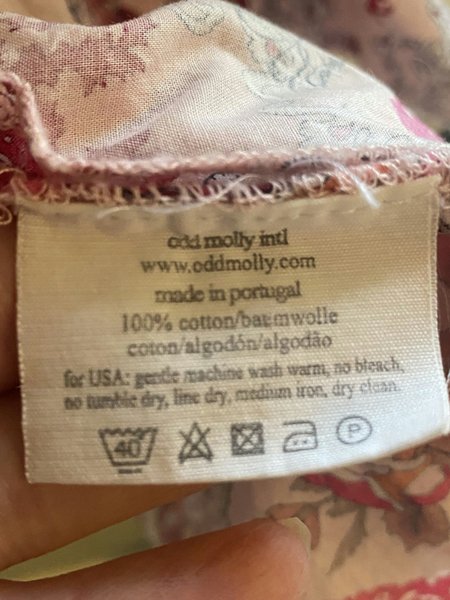 odd molly intl
www.oddmolly.com
made in portugal
100% cotton/baumwolle
coton/algodón/algodão
for USA: gentle machine wash warm, no bleach,
no tumble dry, line dry, medium iron, dry clean.
40 P